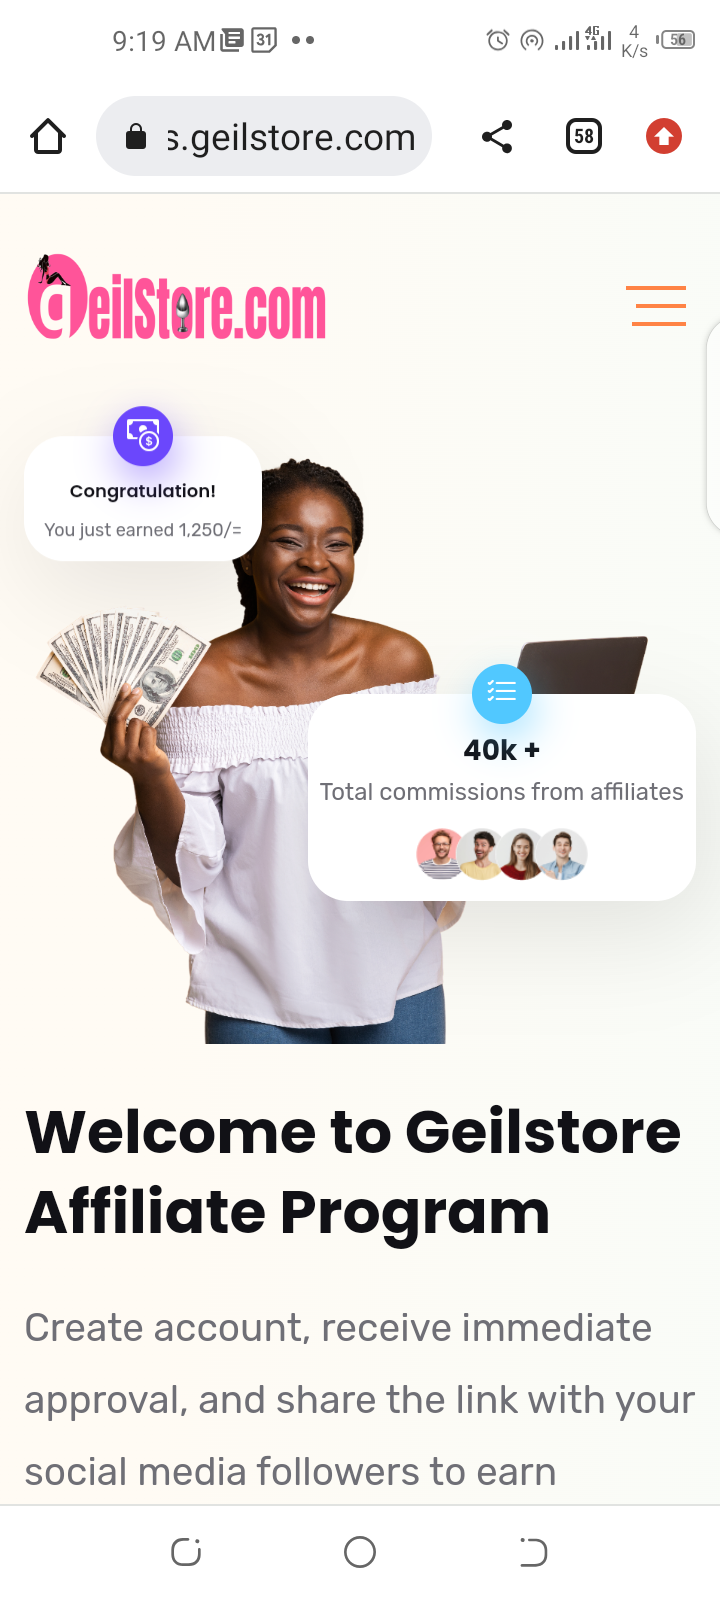 9:19 AM 31 4G 4 K/s 56
s.geilstore.com 58
GeilStore.com
Congratulation!
You just earned 1,250/=
40k +
Total commissions from affiliates
Welcome to Geilstore
Affiliate Program
Create account, receive immediate
approval, and share the link with your
social media followers to earn